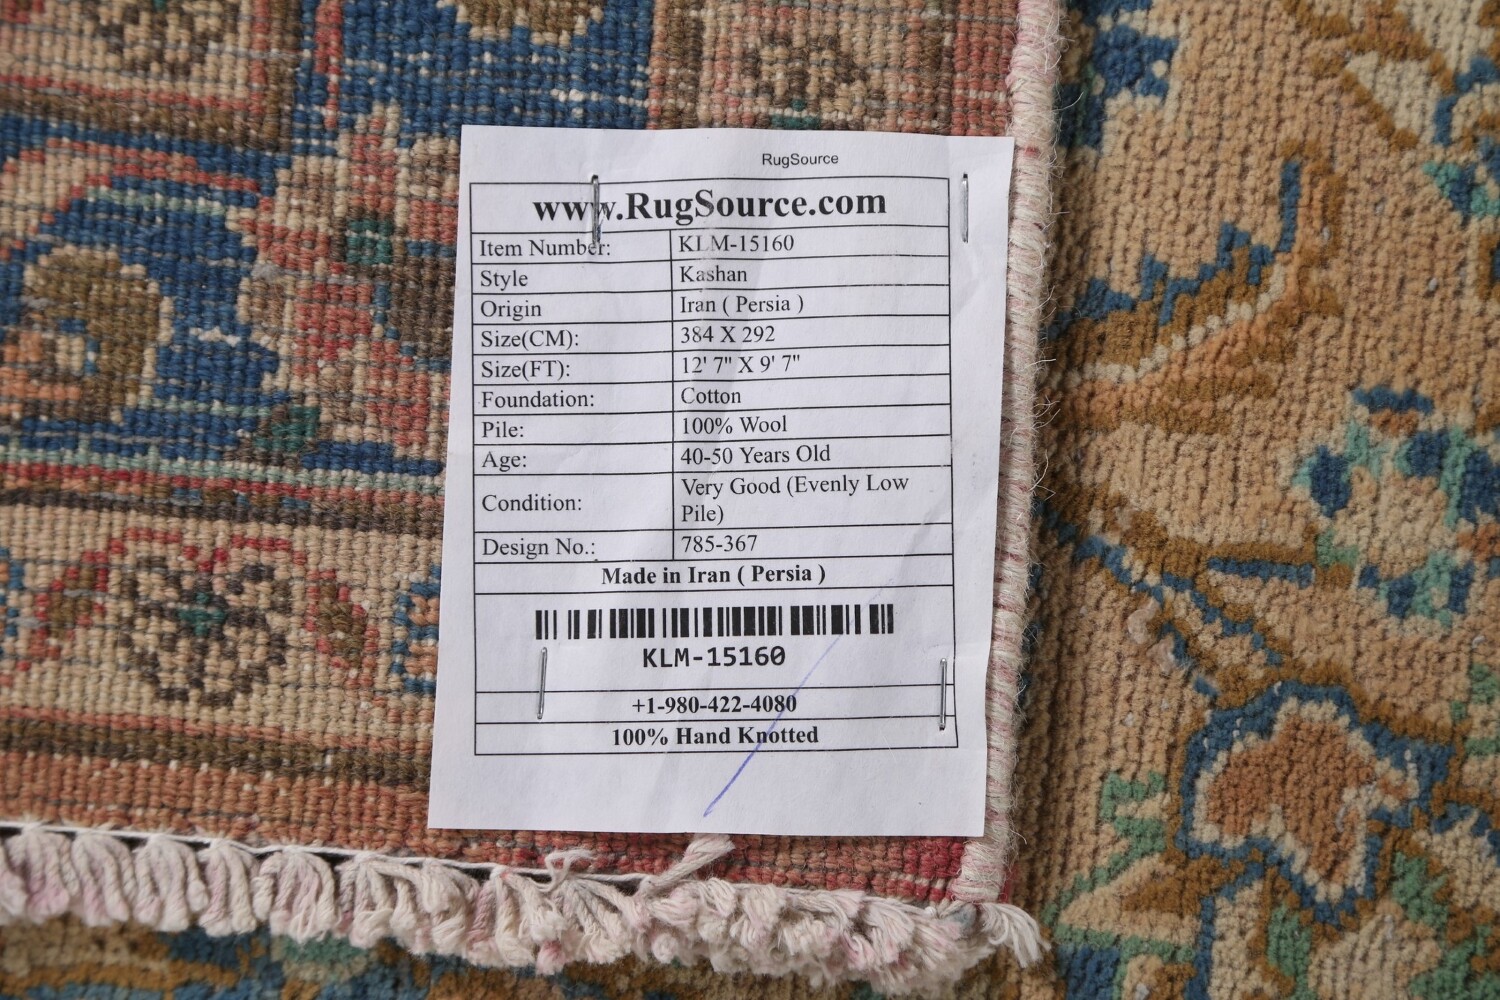 RugSource
www.RugSource.com
Item Number: KLM-15160
Style Kashan
Origin Iran ( Persia )
Size(CM): 384 X 292
Size(FT): 12' 7" X 9' 7"
Foundation: Cotton
Pile: 100% Wool
Age: 40-50 Years Old
Condition: Very Good (Evenly Low
Pile)
Design No.: 785-367
Made in Iran ( Persia )
KLM-15160
+1-980-422-4080
100% Hand Knotted